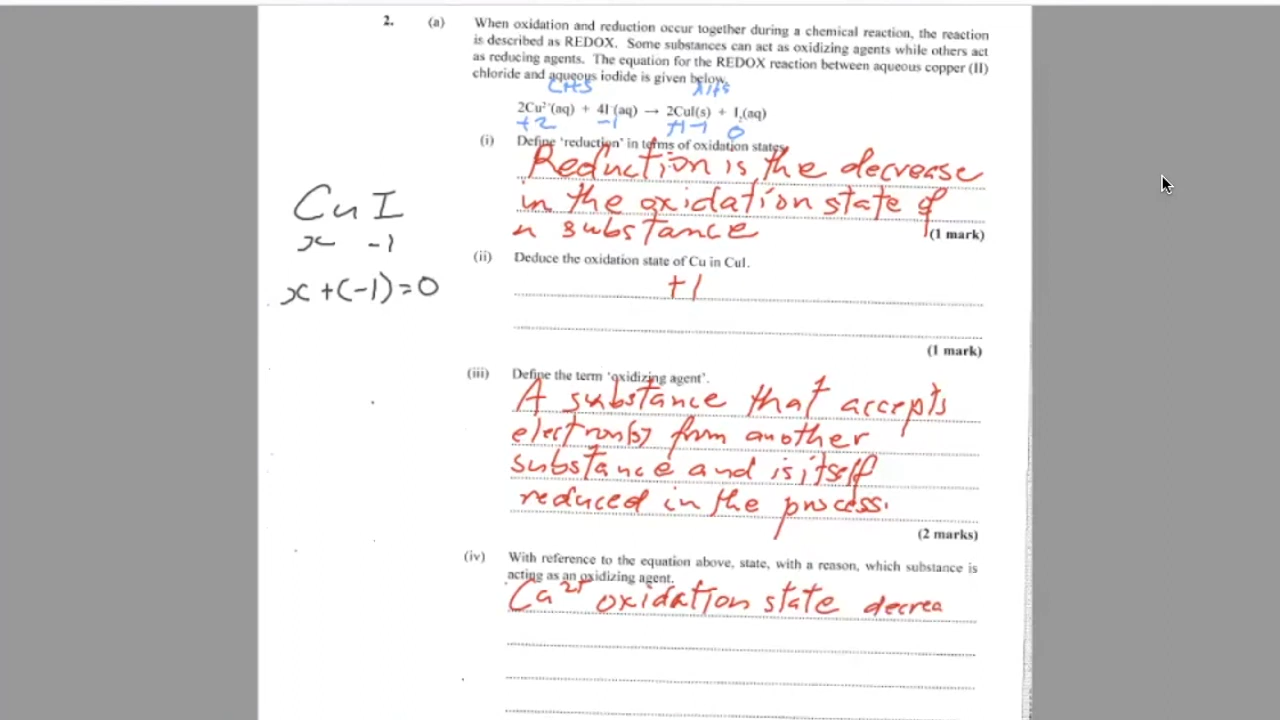 2. (a) When oxidation and reduction occur together during a chemical reaction, the reaction
is described as REDOX. Some substances can act as oxidizing agents while others act
as reducing agents. The equation for the REDOX reaction between aqueous copper (II)
chloride and aqueous iodide is given below.
2Cu²⁺(aq) + 4I⁻(aq) → 2CuI(s) + I₂(aq)
+2 -1 +1 -1 0
(i) Define 'reduction' in terms of oxidation states.
Reduction is the decrease
in the oxidation state of
a substance
(1 mark)
CuI
x -1
x+(-1)=0
(ii) Deduce the oxidation state of Cu in CuI.
+1
(1 mark)
(iii) Define the term 'oxidizing agent'.
A substance that accepts
electron(s) from another
substance and is itself
reduced in the process.
(2 marks)
(iv) With reference to the equation above, state, with a reason, which substance is
acting as an oxidizing agent.
Cu²⁺ oxidation state decrea